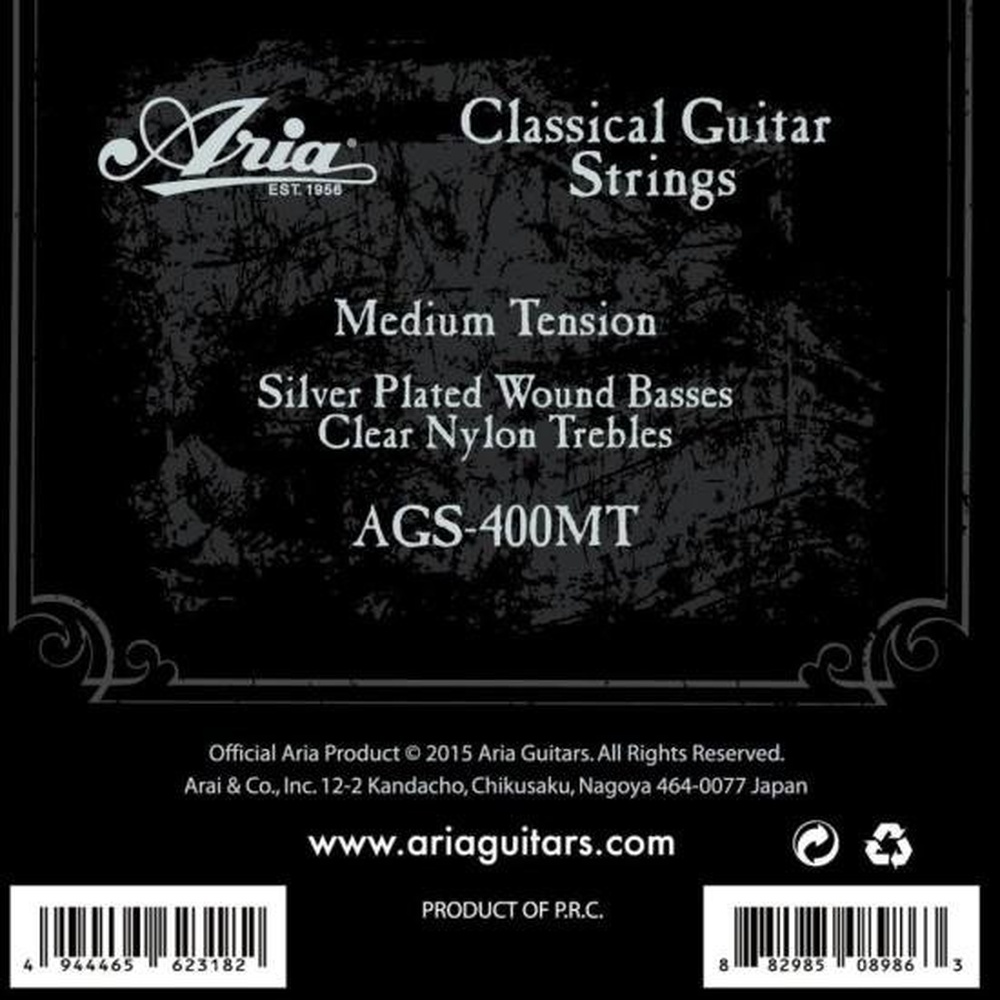 Aria®
EST. 1956
Classical Guitar
Strings
Medium Tension
Silver Plated Wound Basses
Clear Nylon Trebles
AGS-400MT
Official Aria Product © 2015 Aria Guitars. All Rights Reserved.
Arai & Co., Inc. 12-2 Kandacho, Chikusaku, Nagoya 464-0077 Japan
www.ariaguitars.com
PRODUCT OF P.R.C.
4 944465 623182
8 82985 08986 3